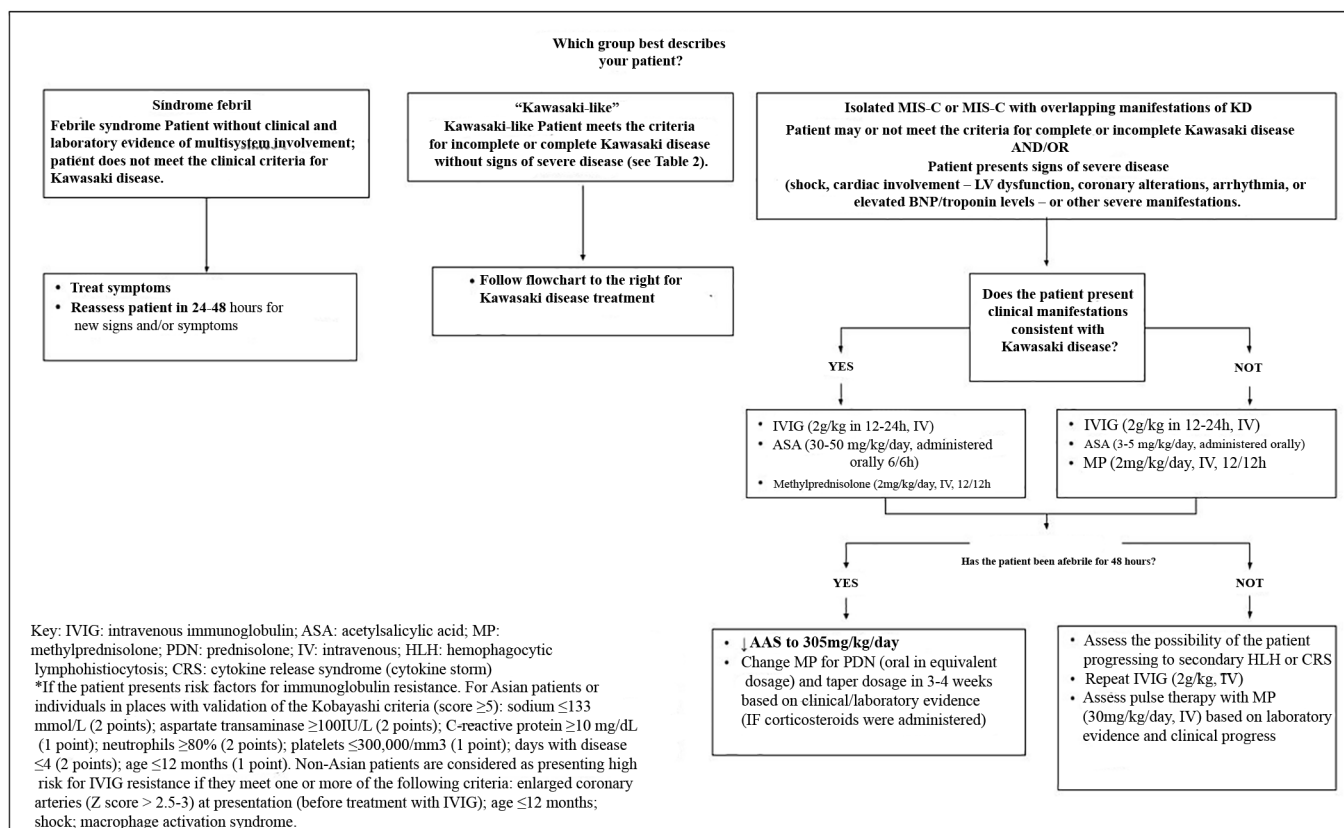 Which group best describes
your patient?
Síndrome febril
Febrile syndrome Patient without clinical and
laboratory evidence of multisystem involvement;
patient does not meet the clinical criteria for
Kawasaki disease.
“Kawasaki-like”
Kawasaki-like Patient meets the criteria
for incomplete or complete Kawasaki disease
without signs of severe disease (see Table 2).
Isolated MIS-C or MIS-C with overlapping manifestations of KD
Patient may or not meet the criteria for complete or incomplete Kawasaki disease
AND/OR
Patient presents signs of severe disease
(shock, cardiac involvement – LV dysfunction, coronary alterations, arrhythmia, or
elevated BNP/troponin levels – or other severe manifestations.
• Treat symptoms
• Reassess patient in 24-48 hours for
new signs and/or symptoms
• Follow flowchart to the right for
Kawasaki disease treatment
Does the patient present
clinical manifestations
consistent with
Kawasaki disease?
YES
NOT
• IVIG (2g/kg in 12-24h, IV)
• ASA (30-50 mg/kg/day, administered
orally 6/6h)
• Methylprednisolone (2mg/kg/day, IV, 12/12h
• IVIG (2g/kg in 12-24h, IV)
• ASA (3-5 mg/kg/day, administered orally)
• MP (2mg/kg/day, IV, 12/12h
Has the patient been afebrile for 48 hours?
YES
NOT
• ↓AAS to 305mg/kg/day
• Change MP for PDN (oral in equivalent
dosage) and taper dosage in 3-4 weeks
based on clinical/laboratory evidence
(IF corticosteroids were administered)
• Assess the possibility of the patient
progressing to secondary HLH or CRS
• Repeat IVIG (2g/kg, IV)
• Assess pulse therapy with MP
(30mg/kg/day, IV) based on laboratory
evidence and clinical progress
Key: IVIG: intravenous immunoglobulin; ASA: acetylsalicylic acid; MP:
methylprednisolone; PDN: prednisolone; IV: intravenous; HLH: hemophagocytic
lymphohistiocytosis; CRS: cytokine release syndrome (cytokine storm)
*If the patient presents risk factors for immunoglobulin resistance. For Asian patients or
individuals in places with validation of the Kobayashi criteria (score ≥5): sodium ≤133
mmol/L (2 points); aspartate transaminase ≥100IU/L (2 points); C-reactive protein ≥10 mg/dL
(1 point); neutrophils ≥80% (2 points); platelets ≤300,000/mm3 (1 point); days with disease
≤4 (2 points); age ≤12 months (1 point). Non-Asian patients are considered as presenting high
risk for IVIG resistance if they meet one or more of the following criteria: enlarged coronary
arteries (Z score > 2.5-3) at presentation (before treatment with IVIG); age ≤12 months;
shock; macrophage activation syndrome.